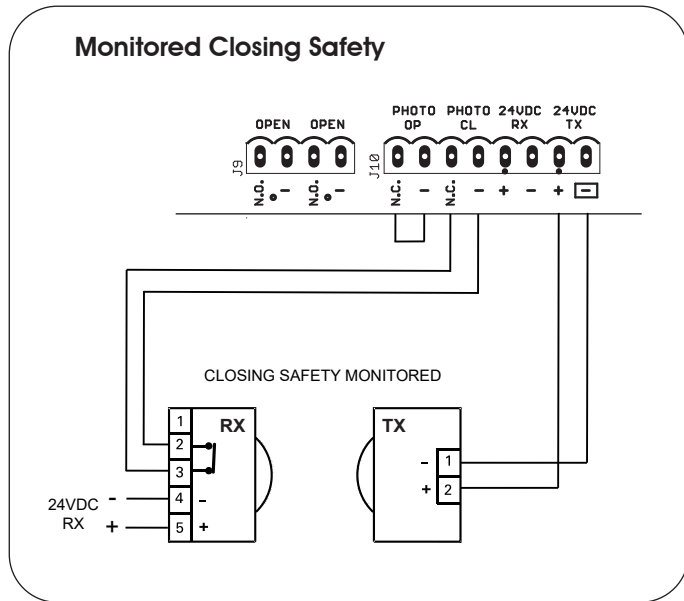 Monitored Closing Safety
PHOTO PHOTO 24VDC 24VDC
OPEN OPEN OP CL RX TX
J9 J10
N.O. - N.O. - N.C. - N.C. - + - + -
CLOSING SAFETY MONITORED
1 RX TX
2
3 - 1
24VDC - 4 - + 2
RX + 5 +